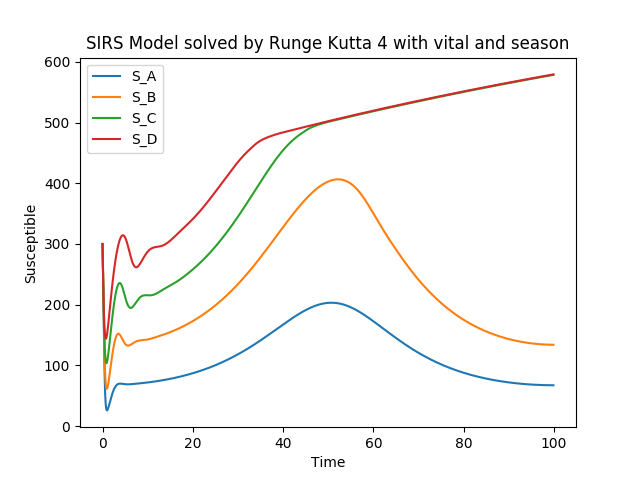 SIRS Model solved by Runge Kutta 4 with vital and season
600
500
400
300
200
100
0
Susceptible
S_A
S_B
S_C
S_D
0 20 40 60 80 100
Time